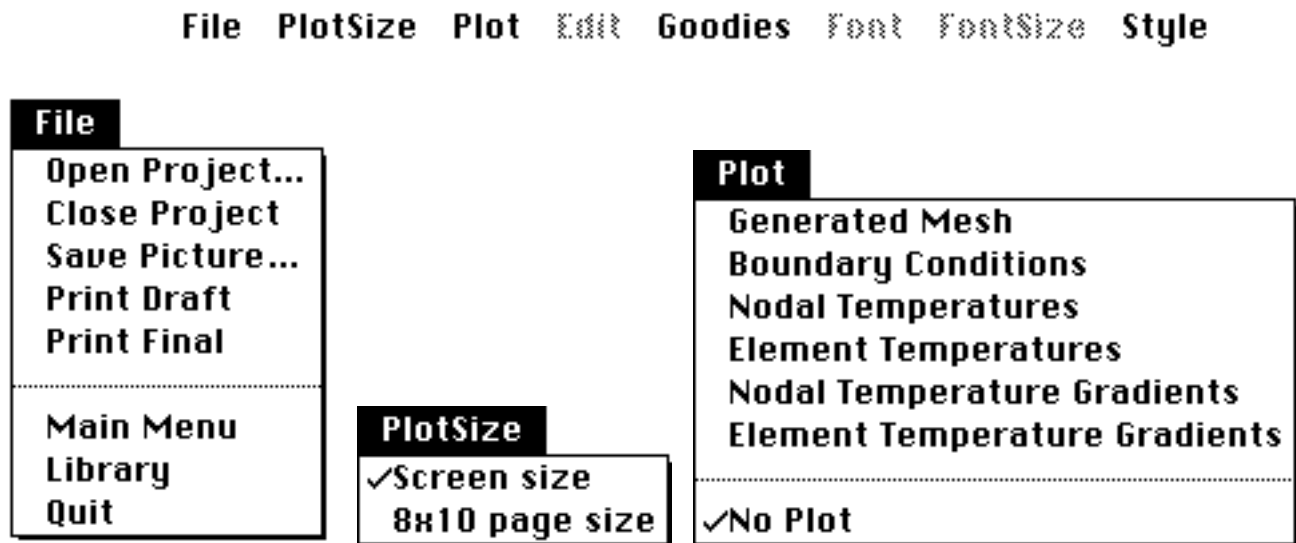 File PlotSize Plot Edit Goodies Font FontSize Style
File
Open Project...
Close Project
Save Picture...
Print Draft
Print Final
Main Menu
Library
Quit
PlotSize
✓Screen size
8x10 page size
Plot
Generated Mesh
Boundary Conditions
Nodal Temperatures
Element Temperatures
Nodal Temperature Gradients
Element Temperature Gradients
✓No Plot